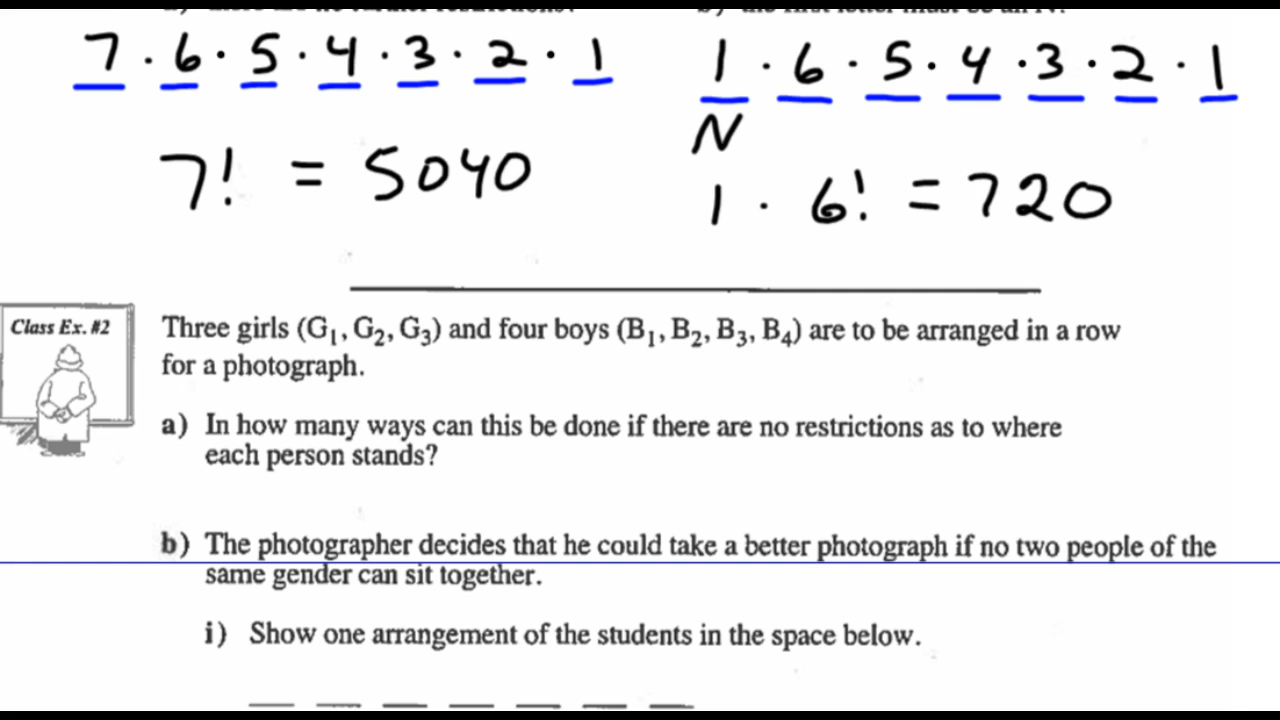 7 · 6 · 5 · 4 · 3 · 2 · 1
1 · 6 · 5 · 4 · 3 · 2 · 1
N
7! = 5040
1 · 6! = 720
Class Ex. #2
Three girls (G₁, G₂, G₃) and four boys (B₁, B₂, B₃, B₄) are to be arranged in a row
for a photograph.
a) In how many ways can this be done if there are no restrictions as to where
each person stands?
b) The photographer decides that he could take a better photograph if no two people of the
same gender can sit together.
i) Show one arrangement of the students in the space below.